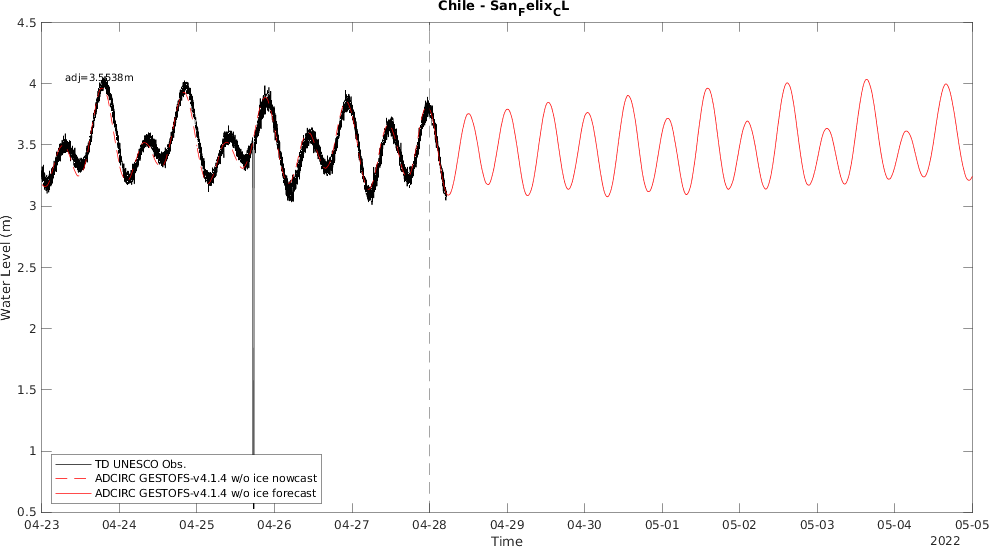 Chile - San_Felix_CL
4.5
4
3.5
3
2.5
2
1.5
1
0.5
Water Level (m)
adj=3.5538m
TD UNESCO Obs.
ADCIRC GESTOFS-v4.1.4 w/o ice nowcast
ADCIRC GESTOFS-v4.1.4 w/o ice forecast
04-23 04-24 04-25 04-26 04-27 04-28 04-29 04-30 05-01 05-02 05-03 05-04 05-05
Time
2022